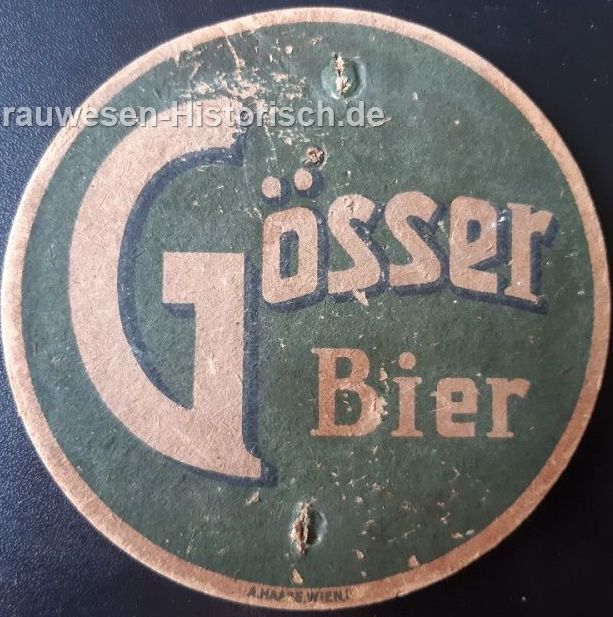 rauwesen-Historisch.de
Gösser
Bier
A.HAASE.WIEN.I.